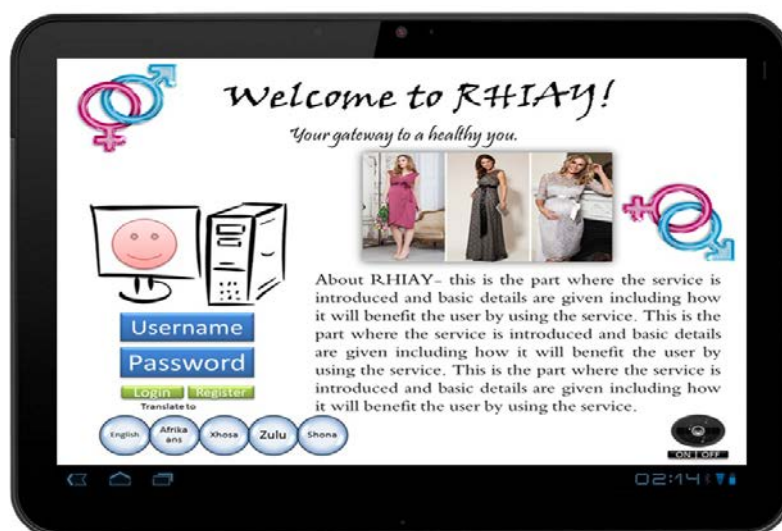 Welcome to RHIAY!
Your gateway to a healthy you.
About RHIAY- this is the part where the service is
introduced and basic details are given including how
it will benefit the user by using the service. This is the
part where the service is introduced and basic details
are given including how it will benefit the user by
using the service. This is the part where the service is
introduced and basic details are given including how
it will benefit the user by using the service.
Username
Password
Login Register
Translate to
English
Afrika
ans
Xhosa
Zulu
Shona
ON | OFF
02:14